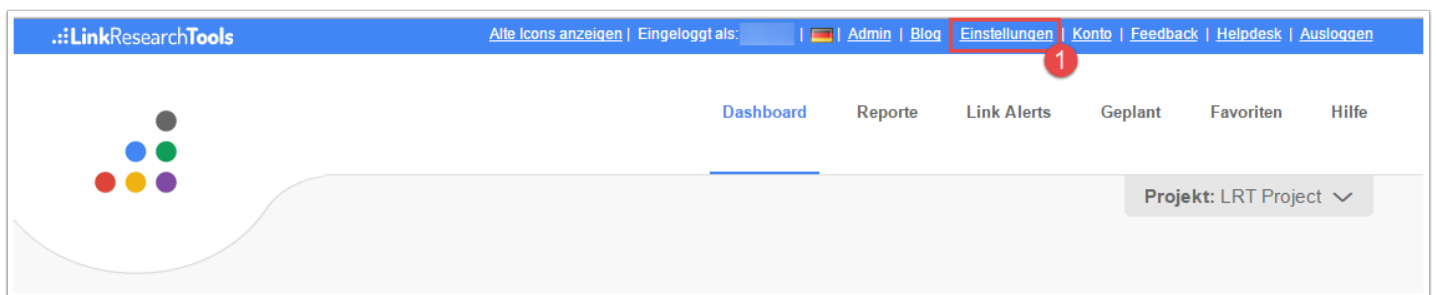 .::LinkResearchTools Alte Icons anzeigen | Eingeloggt als: | | Admin | Blog Einstellungen | Konto | Feedback | Helpdesk | Ausloggen
1
Dashboard Reporte Link Alerts Geplant Favoriten Hilfe
Projekt: LRT Project